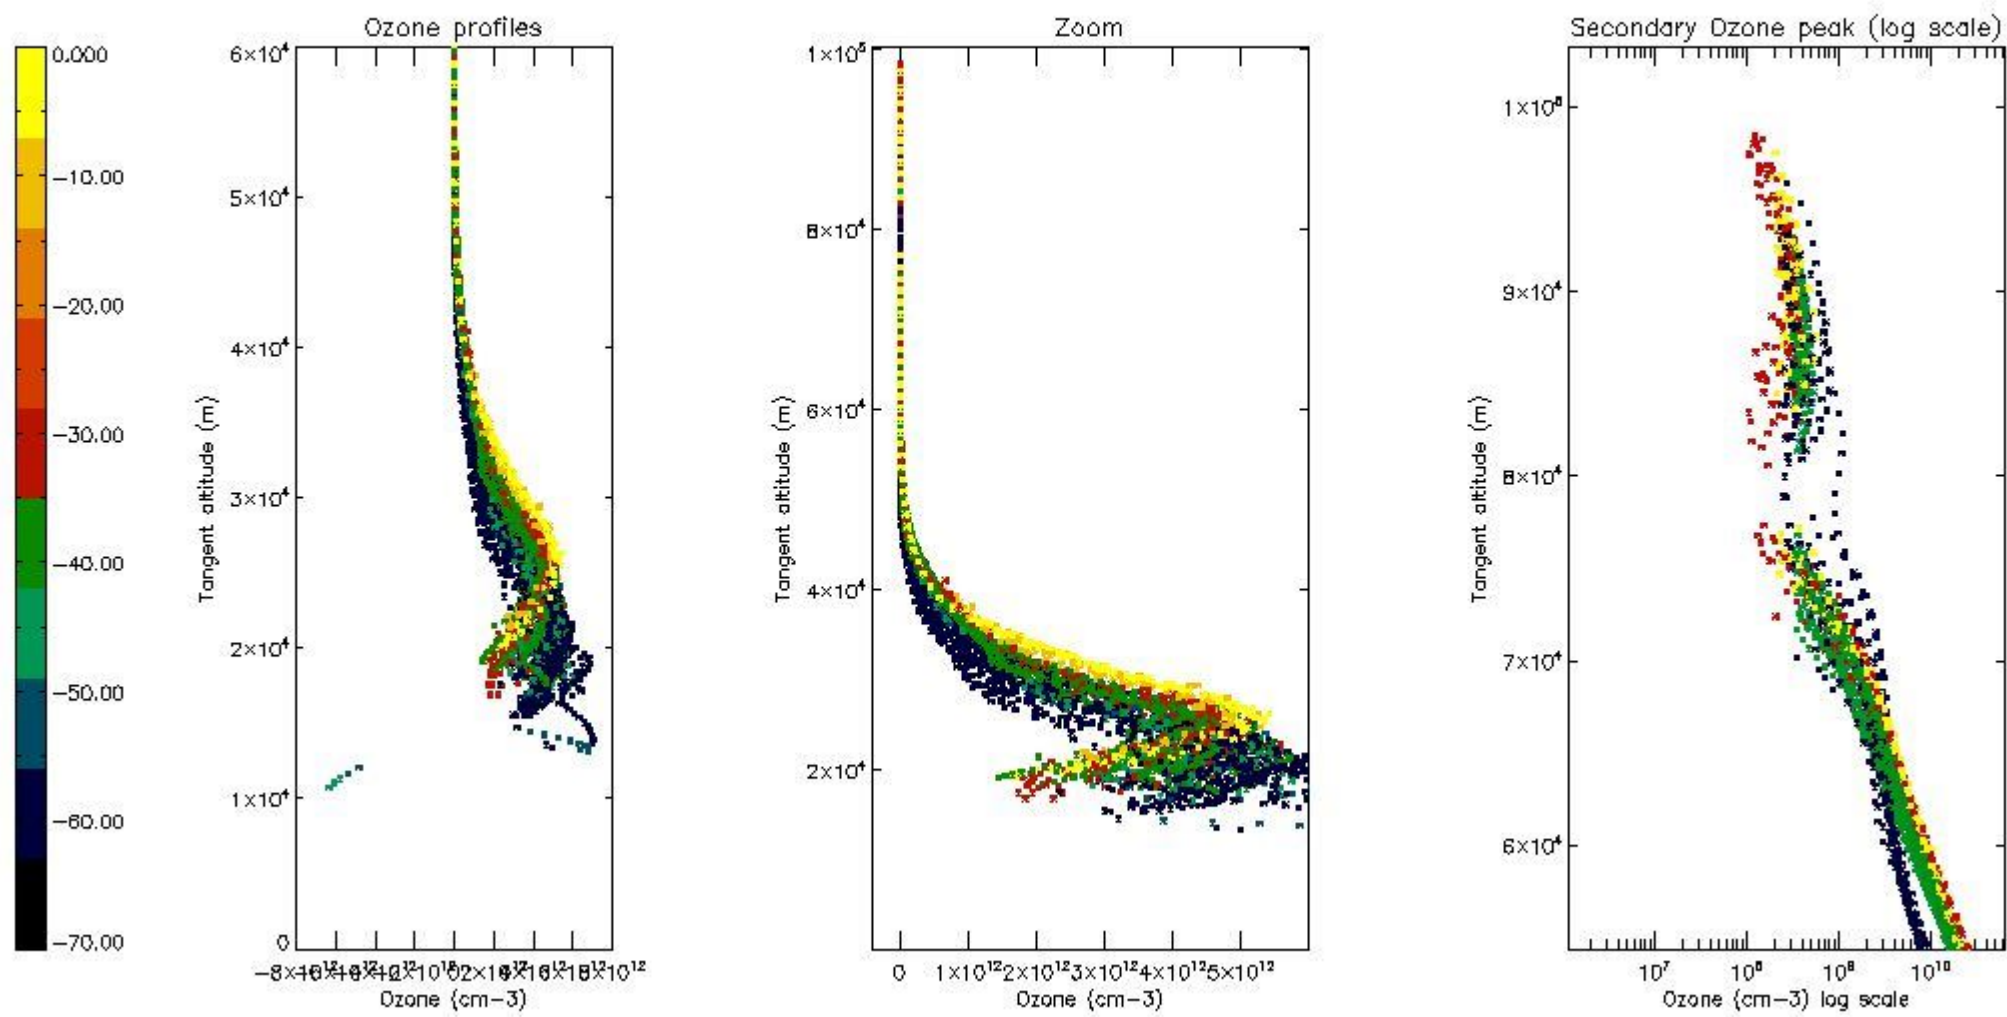 Ozone profiles
Zoom
Secondary Ozone peak (log scale)
0.000
−10.00
−20.00
−30.00
−40.00
−50.00
−60.00
−70.00
6×10⁴
5×10⁴
4×10⁴
3×10⁴
2×10⁴
1×10⁴
0
Tangent altitude (m)
Ozone (cm−3)
1×10⁵
8×10⁴
6×10⁴
4×10⁴
2×10⁴
Tangent altitude (m)
0 1×10¹² 2×10¹² 3×10¹² 4×10¹² 5×10¹²
Ozone (cm−3)
1×10⁵
9×10⁴
8×10⁴
7×10⁴
6×10⁴
Tangent altitude (m)
10⁷ 10⁸ 10⁹ 10¹⁰
Ozone (cm−3) log scale